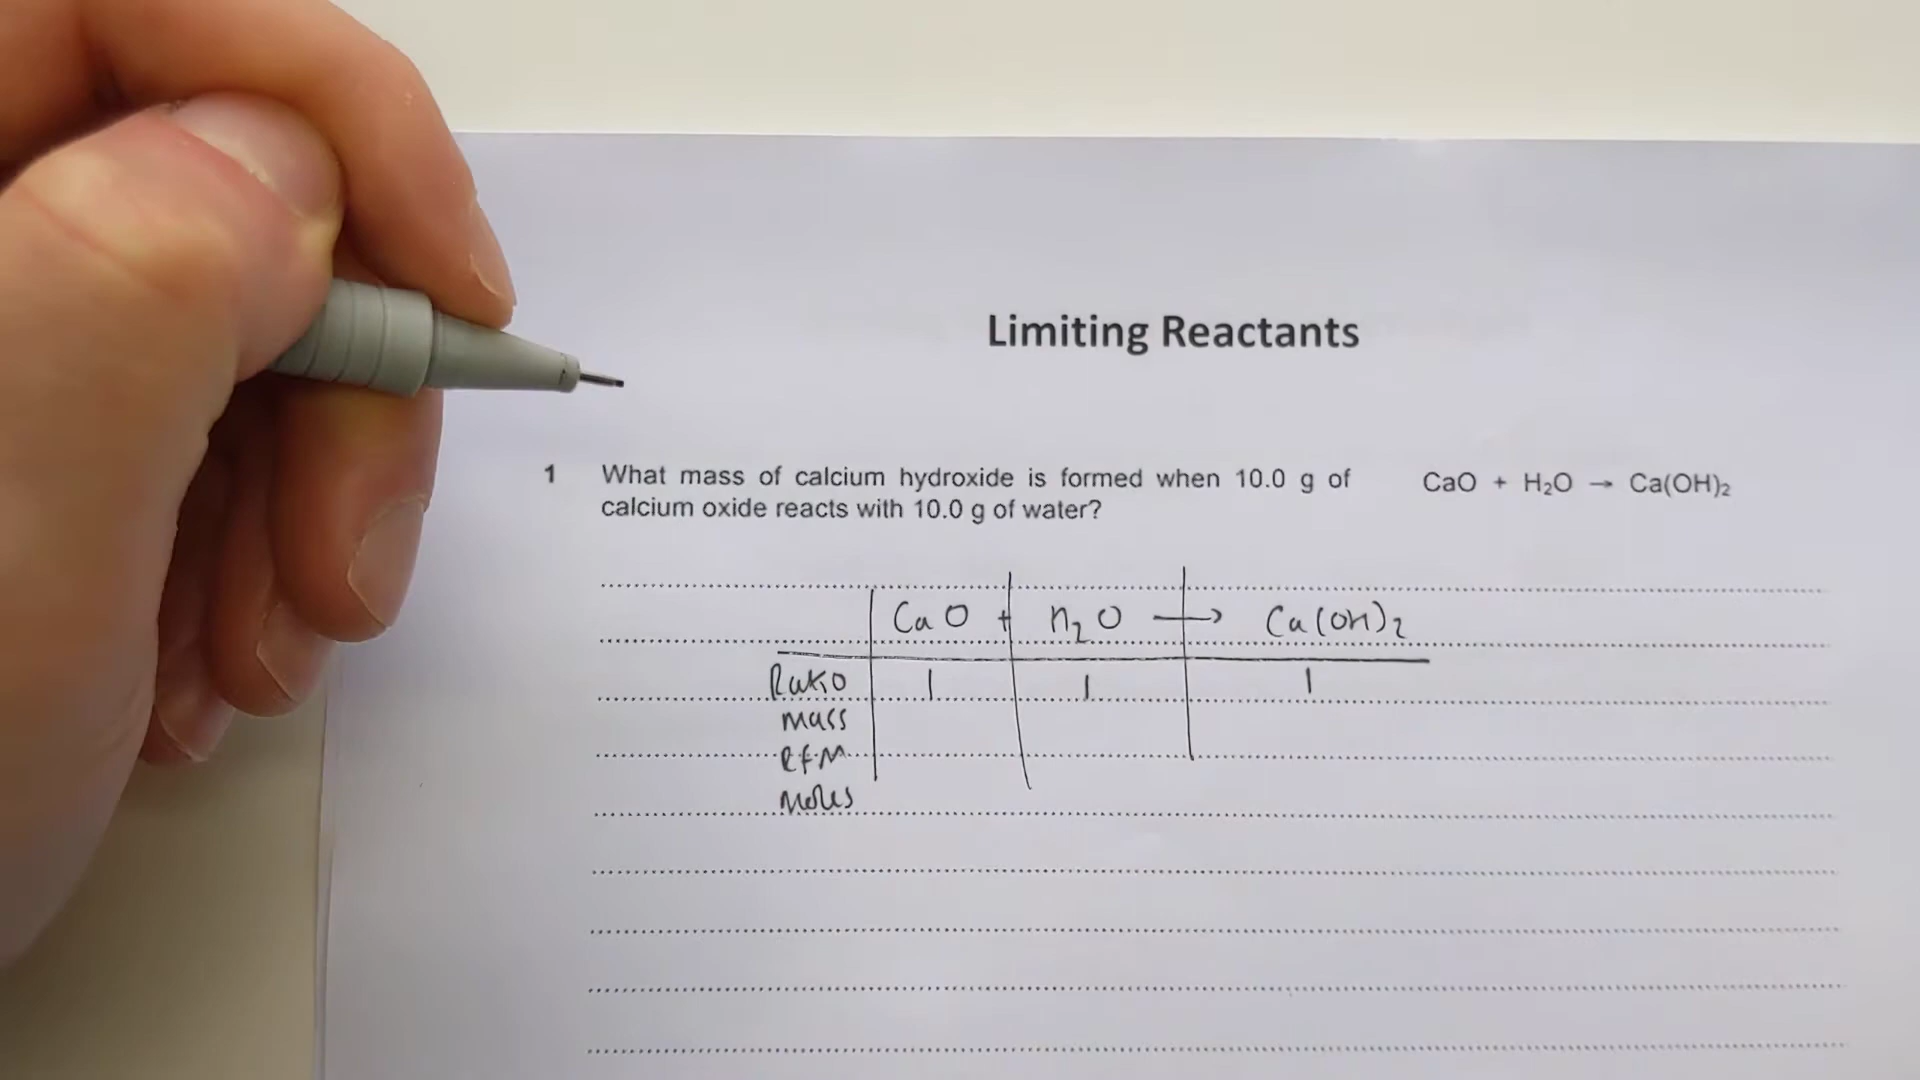 Limiting Reactants
1 What mass of calcium hydroxide is formed when 10.0 g of CaO + H₂O → Ca(OH)₂
calcium oxide reacts with 10.0 g of water?
CaO + H₂O → Ca(OH)₂
Ratio 1 1 1
mass
RFM
Moles